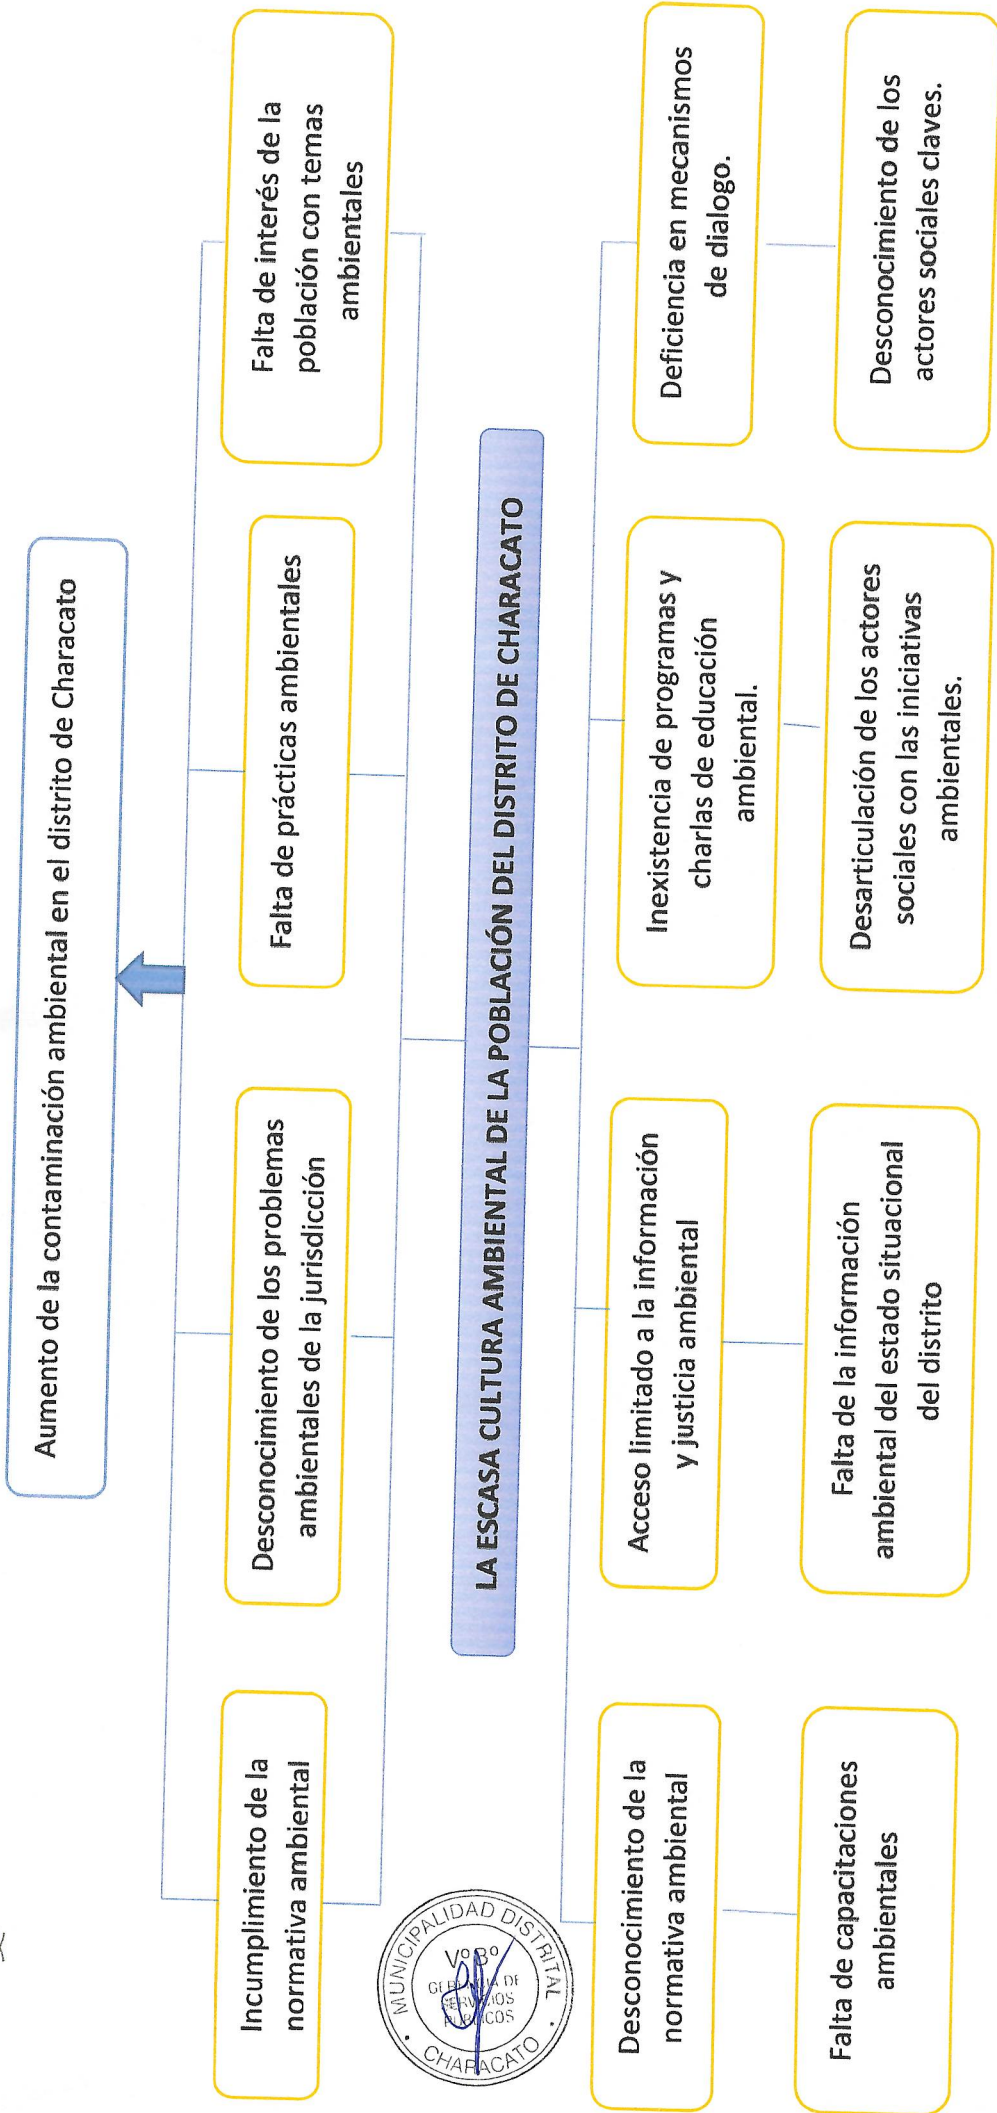 Aumento de la contaminación ambiental en el distrito de Characato
Incumplimiento de la
normativa ambiental
Desconocimiento de los problemas
ambientales de la jurisdicción
Falta de prácticas ambientales
Falta de interés de la
población con temas
ambientales
LA ESCASA CULTURA AMBIENTAL DE LA POBLACIÓN DEL DISTRITO DE CHARACATO
Desconocimiento de la
normativa ambiental
Acceso limitado a la información
y justicia ambiental
Inexistencia de programas y
charlas de educación
ambiental.
Deficiencia en mecanismos
de dialogo.
Falta de capacitaciones
ambientales
Falta de la información
ambiental del estado situacional
del distrito
Desarticulación de los actores
sociales con las iniciativas
ambientales.
Desconocimiento de los
actores sociales claves.
MUNICIPALIDAD DISTRITAL
VºBº
GERENCIA DE
SERVICIOS
PUBLICOS
CHARACATO